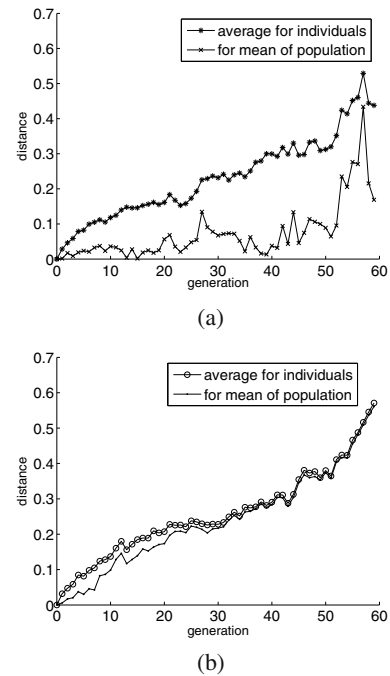 0.7
0.6
0.5
0.4
0.3
0.2
0.1
0
distance
average for individuals
for mean of population
0 10 20 30 40 50 60
generation
(a)
0.7
0.6
0.5
0.4
0.3
0.2
0.1
0
distance
average for individuals
for mean of population
0 10 20 30 40 50 60
generation
(b)